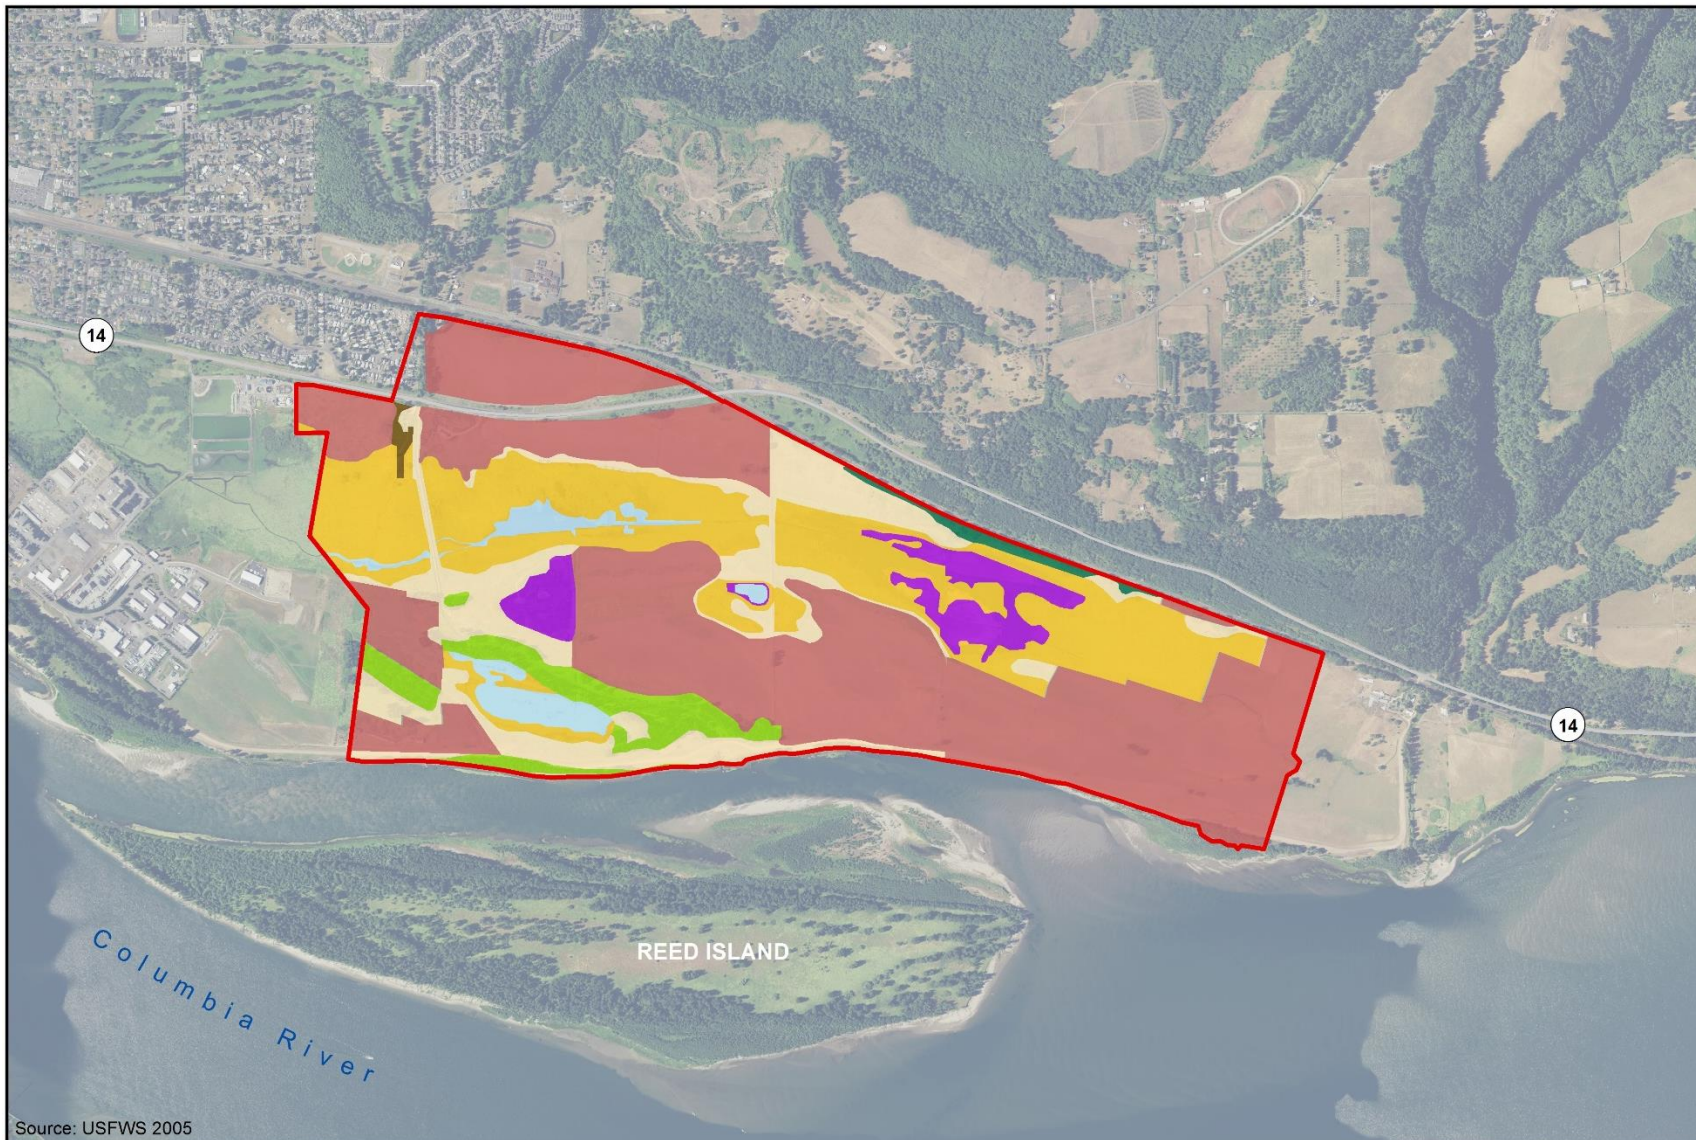 14
14
REED ISLAND
Columbia River
Source: USFWS 2005